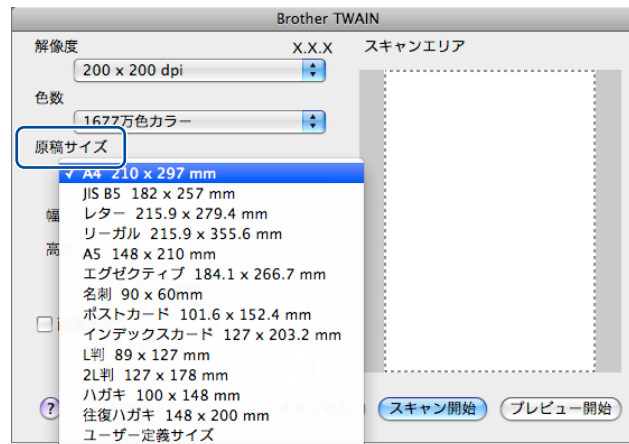 Brother TWAIN
解像度
X.X.X
スキャンエリア
200 x 200 dpi
色数
1677万色カラー
原稿サイズ
✓ A4 210 x 297 mm
JIS B5 182 x 257 mm
幅
レター 215.9 x 279.4 mm
リーガル 215.9 x 355.6 mm
高
A5 148 x 210 mm
エグゼクティブ 184.1 x 266.7 mm
名刺 90 x 60mm
ポストカード 101.6 x 152.4 mm
インデックスカード 127 x 203.2 mm
L判 89 x 127 mm
2L判 127 x 178 mm
ハガキ 100 x 148 mm
往復ハガキ 148 x 200 mm
ユーザー定義サイズ
?
スキャン開始
プレビュー開始